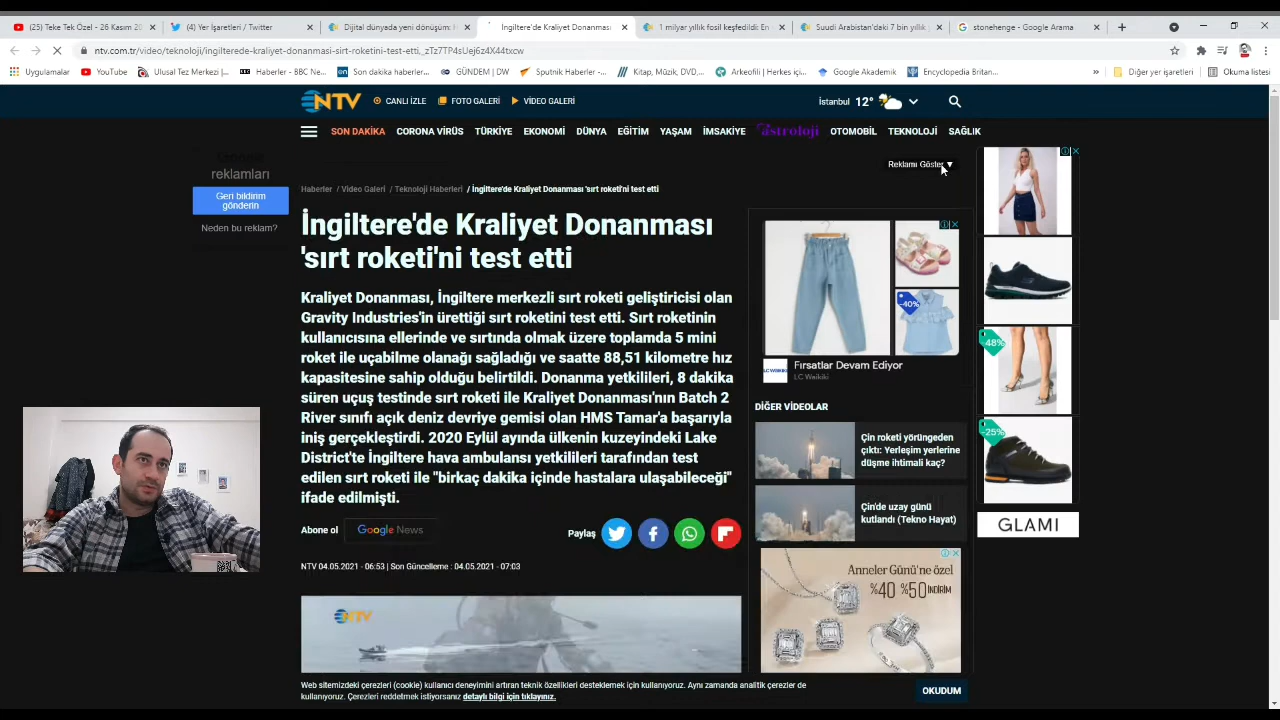 (25) Teke Tek Özel - 26 Kasım 20
(4) Yer İşaretleri / Twitter
Dijital dünyada yeni dönüşüm: H
İngiltere'de Kraliyet Donanması
1 milyar yıllık fosil keşfedildi: En
Suudi Arabistan'daki 7 bin yıllık
stonehenge - Google Arama
ntv.com.tr/video/teknoloji/ingilterede-kraliyet-donanmasi-sirt-roketini-test-etti,_zTz7TP4sUej6z4X44txcw
Uygulamalar
YouTube
Ulusal Tez Merkezi |...
Haberler - BBC Ne...
Son dakika haberler...
GÜNDEM | DW
Sputnik Haberler -...
Kitap, Müzik, DVD,...
Arkeofili | Herkes içi...
Google Akademik
Encyclopedia Britan...
»
Diğer yer işaretleri
Okuma listesi
NTV
CANLI İZLE
FOTO GALERİ
VİDEO GALERİ
İstanbul 12°
SON DAKİKA
CORONA VİRÜS
TÜRKİYE
EKONOMİ
DÜNYA
EĞİTİM
YAŞAM
İMSAKİYE
astroloji
OTOMOBİL
TEKNOLOJİ
SAĞLIK
reklamları
Geri bildirim
gönderin
Neden bu reklam?
Reklamı Göster ▼
Haberler / Video Galeri / Teknoloji Haberleri / İngiltere'de Kraliyet Donanması 'sırt roketi'ni test etti
İngiltere'de Kraliyet Donanması
'sırt roketi'ni test etti
Kraliyet Donanması, İngiltere merkezli sırt roketi geliştiricisi olan
Gravity Industries'in ürettiği sırt roketini test etti. Sırt roketinin
kullanıcısına ellerinde ve sırtında olmak üzere toplamda 5 mini
roket ile uçabilme olanağı sağladığı ve saatte 88,51 kilometre hız
kapasitesine sahip olduğu belirtildi. Donanma yetkilileri, 8 dakika
süren uçuş testinde sırt roketi ile Kraliyet Donanması'nın Batch 2
River sınıfı açık deniz devriye gemisi olan HMS Tamar'a başarıyla
iniş gerçekleştirdi. 2020 Eylül ayında ülkenin kuzeyindeki Lake
District'te İngiltere hava ambulansı yetkilileri tarafından test
edilen sırt roketi ile "birkaç dakika içinde hastalara ulaşabileceği"
ifade edilmişti.
Abone ol
Google News
Paylaş
NTV 04.05.2021 - 06:53 | Son Güncelleme : 04.05.2021 - 07:03
NTV
-40%
LC WAIKIKI
Fırsatlar Devam Ediyor
LC Waikiki
DİĞER VİDEOLAR
Çin roketi yörüngeden
çıktı: Yerleşim yerlerine
düşme ihtimali kaç?
Çin'de uzay günü
kutlandı (Tekno Hayat)
Anneler Günü'ne özel
%40 %50 İNDİRİM
-48%
-25%
GLAMI
Web sitemizdeki çerezleri (cookie) kullanıcı deneyimini artıran teknik özellikleri desteklemek için kullanıyoruz. Aynı zamanda analitik çerezler de
kullanıyoruz. Çerezleri reddetmek istiyorsanız detaylı bilgi için tıklayınız.
OKUDUM